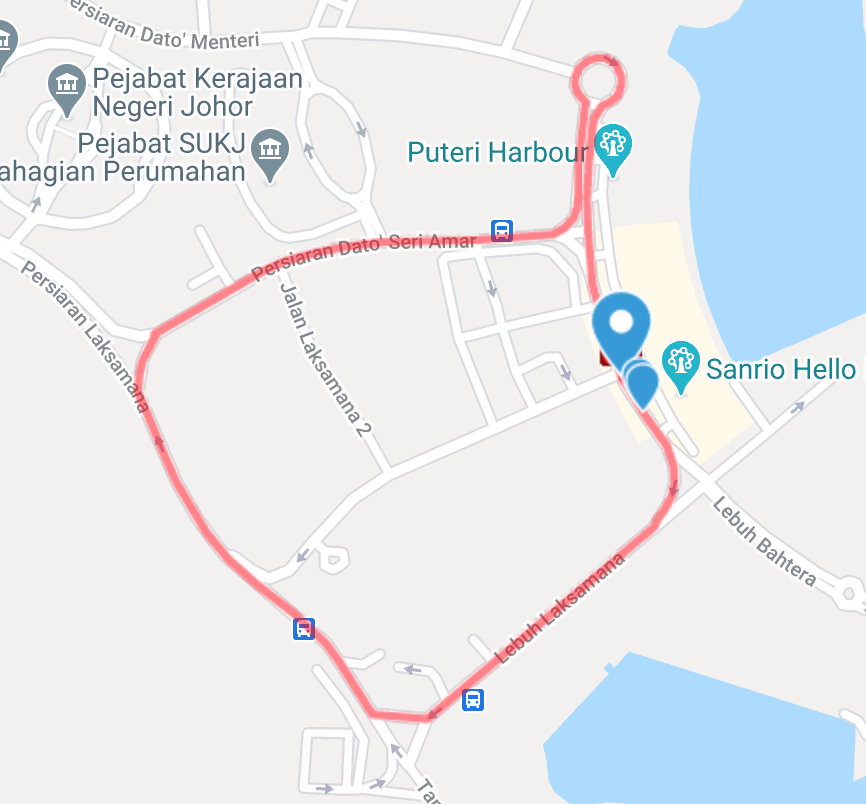 ersiaran Dato' Menteri
Pejabat Kerajaan
Negeri Johor
Pejabat SUKJ
ahagian Perumahan
Puteri Harbour
Persiaran Dato' Seri Amar
Persiaran Laksamana
Jalan Laksamana 2
Sanrio Hello
Lebuh Bahtera
Lebuh Laksamana
Tan